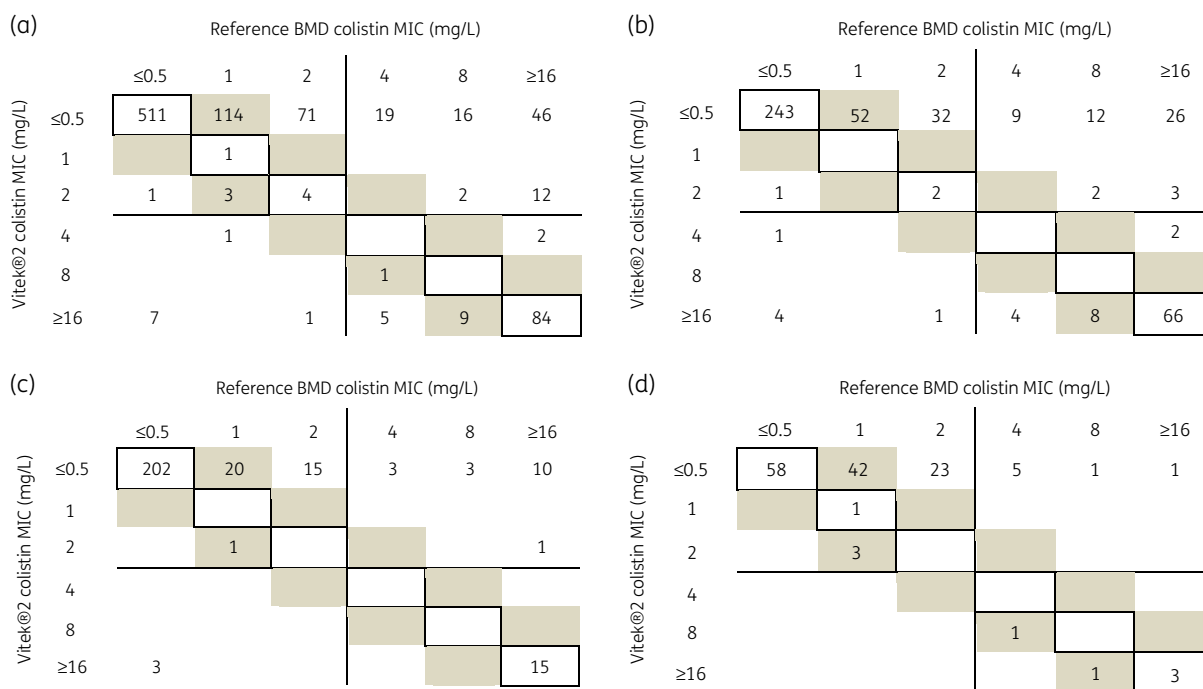 (a)
Reference BMD colistin MIC (mg/L)
Vitek®2 colistin MIC (mg/L)
≤0.5 1 2 4 8 ≥16
≤0.5 511 114 71 19 16 46
1 1
2 1 3 4 2 12
4 1 2
8 1
≥16 7 1 5 9 84
(b)
Reference BMD colistin MIC (mg/L)
Vitek®2 colistin MIC (mg/L)
≤0.5 1 2 4 8 ≥16
≤0.5 243 52 32 9 12 26
1
2 1 2 2 3
4 1 2
8
≥16 4 1 4 8 66
(c)
Reference BMD colistin MIC (mg/L)
Vitek®2 colistin MIC (mg/L)
≤0.5 1 2 4 8 ≥16
≤0.5 202 20 15 3 3 10
1
2 1 1
4
8
≥16 3 15
(d)
Reference BMD colistin MIC (mg/L)
Vitek®2 colistin MIC (mg/L)
≤0.5 1 2 4 8 ≥16
≤0.5 58 42 23 5 1 1
1 1
2 3
4
8 1
≥16 1 3